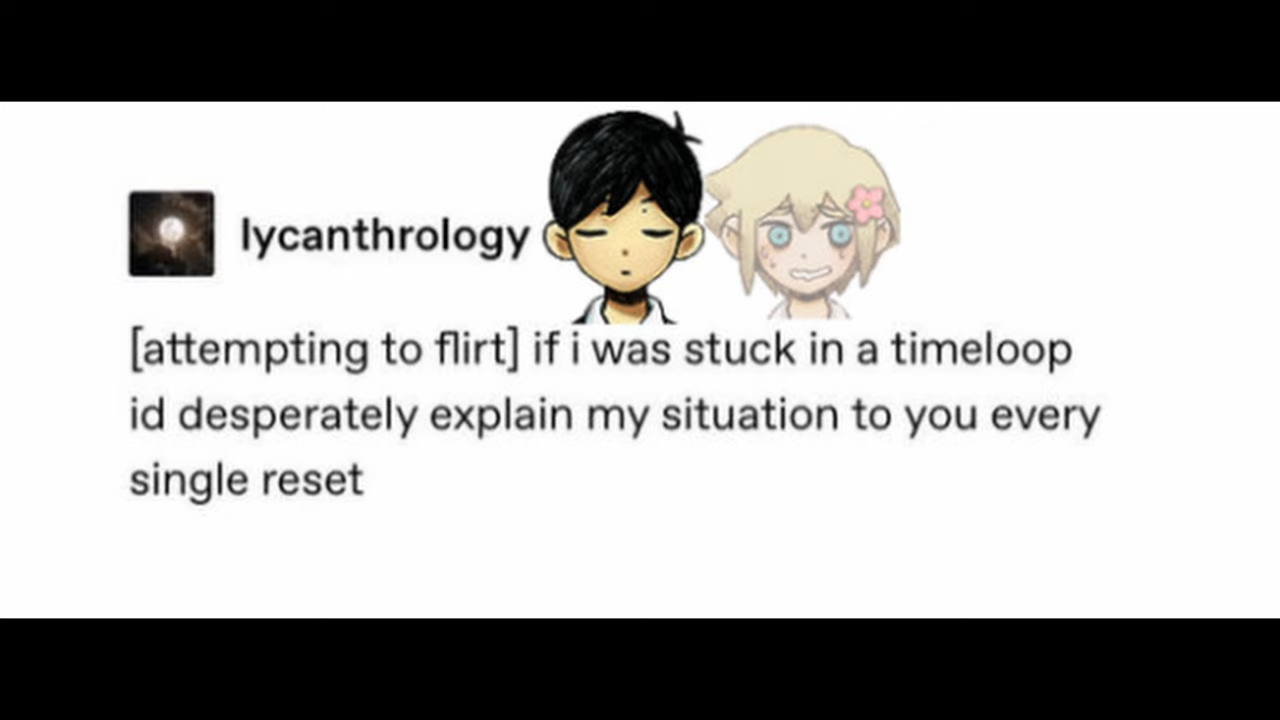 lycanthrology
[attempting to flirt] if i was stuck in a timeloop
id desperately explain my situation to you every
single reset